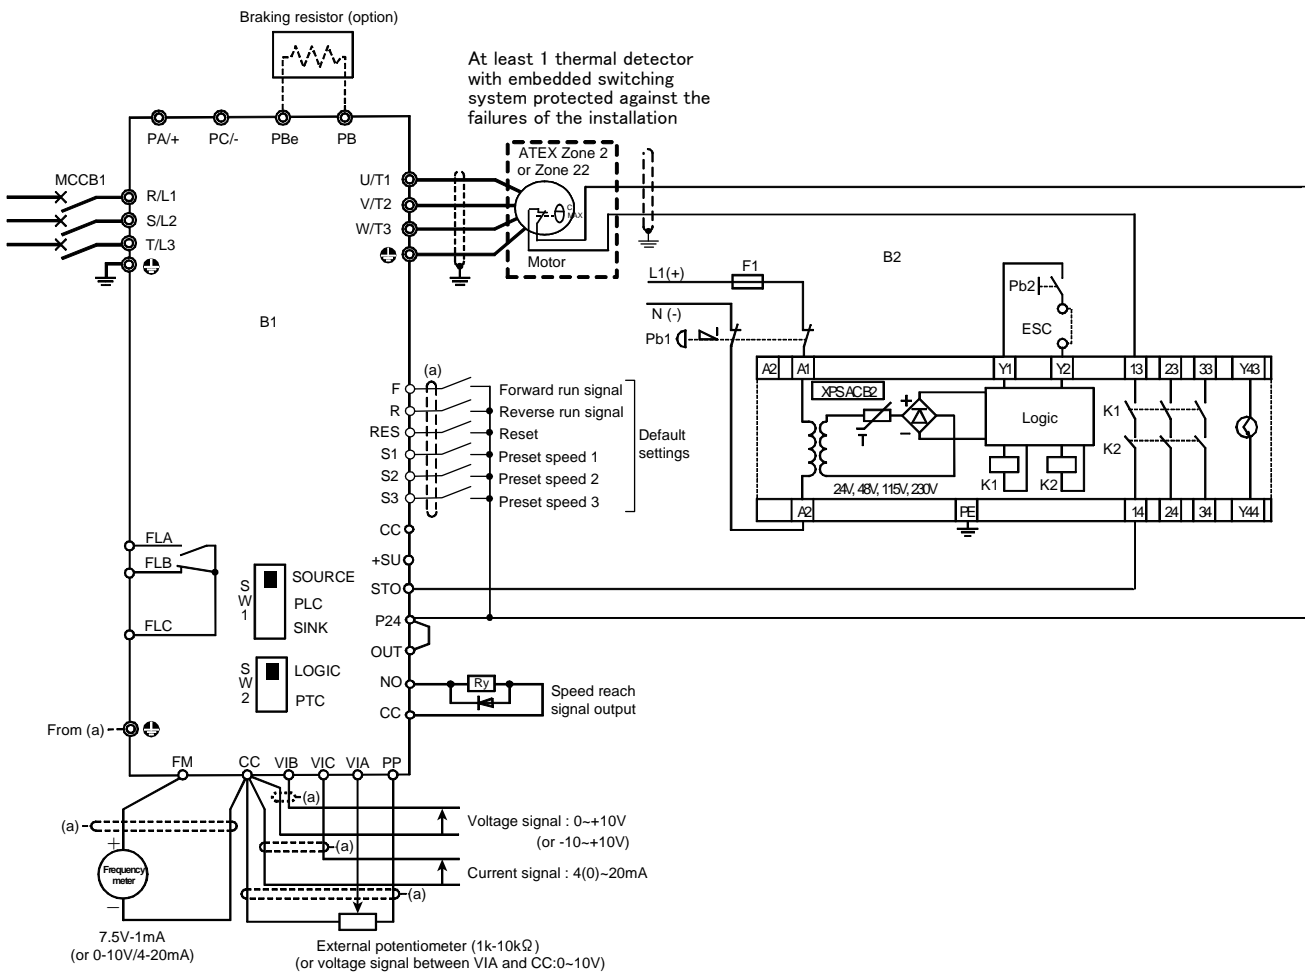 Braking resistor (option)
At least 1 thermal detector
with embedded switching
system protected against the
failures of the installation
PA/+
PC/-
PBe
PB
ATEX Zone 2
or Zone 22
MCCB1
R/L1
S/L2
T/L3
U/T1
V/T2
W/T3
C
MAX
Motor
B1
B2
L1(+)
F1
N (-)
Pb1
Pb2
ESC
A2
A1
Y1
Y2
13
23
33
Y43
XPSACB2
+
−
T
Logic
K1
K2
K1
K2
24V, 48V, 115V, 230V
A2
PE
14
24
34
Y44
(a)
F
Forward run signal
R
Reverse run signal
RES
Reset
S1
Preset speed 1
S2
Preset speed 2
S3
Preset speed 3
Default
settings
CC
+SU
STO
P24
OUT
NO
CC
Ry
Speed reach
signal output
FLA
FLB
FLC
SW1
SOURCE
PLC
SINK
SW2
LOGIC
PTC
From (a)
FM
CC
VIB
VIC
VIA
PP
(a)
(a)
(a)
(a)
Voltage signal : 0~+10V
(or -10~+10V)
Current signal : 4(0)~20mA
+
Frequency
meter
−
7.5V-1mA
(or 0-10V/4-20mA)
External potentiometer (1k-10kΩ)
(or voltage signal between VIA and CC:0~10V)